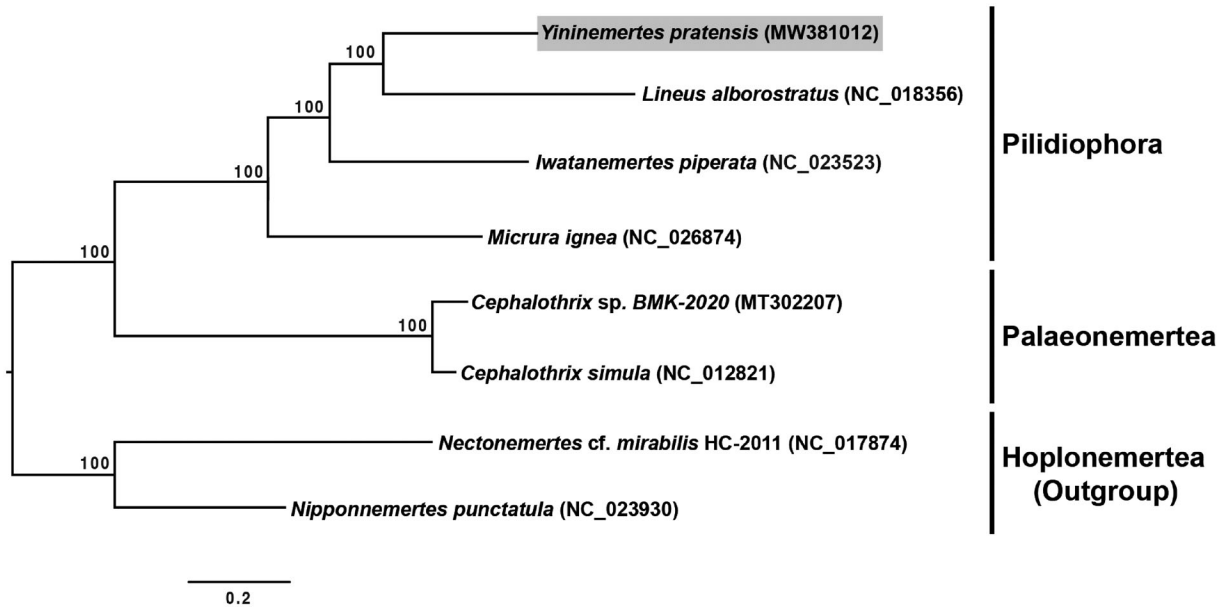 Yininemertes pratensis (MW381012)
100
Lineus alborostratus (NC_018356)
100
Iwatanemertes piperata (NC_023523)
100
Micrura ignea (NC_026874)
Pilidiophora
100
Cephalothrix sp. BMK-2020 (MT302207)
100
Cephalothrix simula (NC_012821)
Palaeonemertea
Nectonemertes cf. mirabilis HC-2011 (NC_017874)
100
Nipponnemertes punctatula (NC_023930)
Hoplonemertea
(Outgroup)
0.2